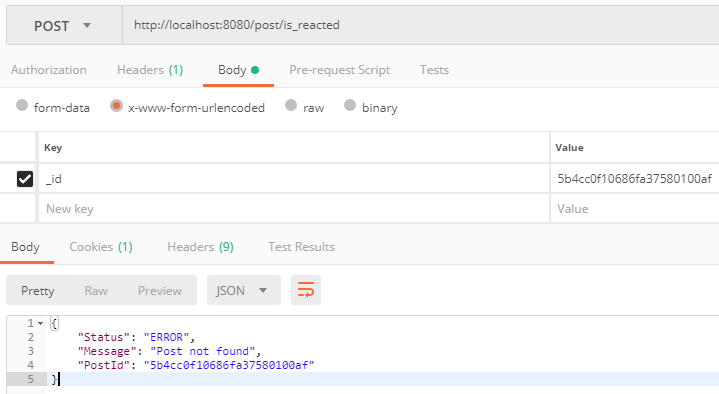 POST http://localhost:8080/post/is_reacted
Authorization Headers (1) Body Pre-request Script Tests
form-data x-www-form-urlencoded raw binary
Key Value
_id 5b4cc0f10686fa37580100af
New key Value
Body Cookies (1) Headers (9) Test Results
Pretty Raw Preview JSON
1 {
2 "Status": "ERROR",
3 "Message": "Post not found",
4 "PostId": "5b4cc0f10686fa37580100af"
5 }